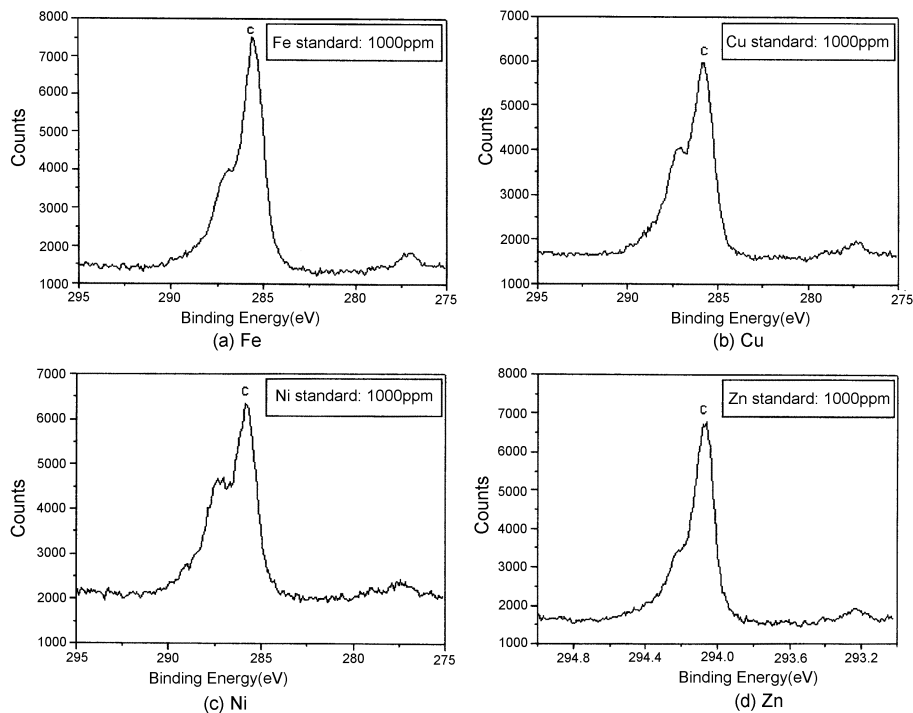 C
Fe standard: 1000ppm
8000
7000
6000
5000
4000
3000
2000
1000
Counts
295 290 285 280 275
Binding Energy(eV)
(a) Fe
C
Cu standard: 1000ppm
7000
6000
5000
4000
3000
2000
1000
Counts
295 290 285 280 275
Binding Energy(eV)
(b) Cu
C
Ni standard: 1000ppm
7000
6000
5000
4000
3000
2000
1000
Counts
295 290 285 280 275
Binding Energy(eV)
(c) Ni
C
Zn standard: 1000ppm
8000
7000
6000
5000
4000
3000
2000
1000
Counts
294.8 294.4 294.0 293.6 293.2
Binding Energy(eV)
(d) Zn